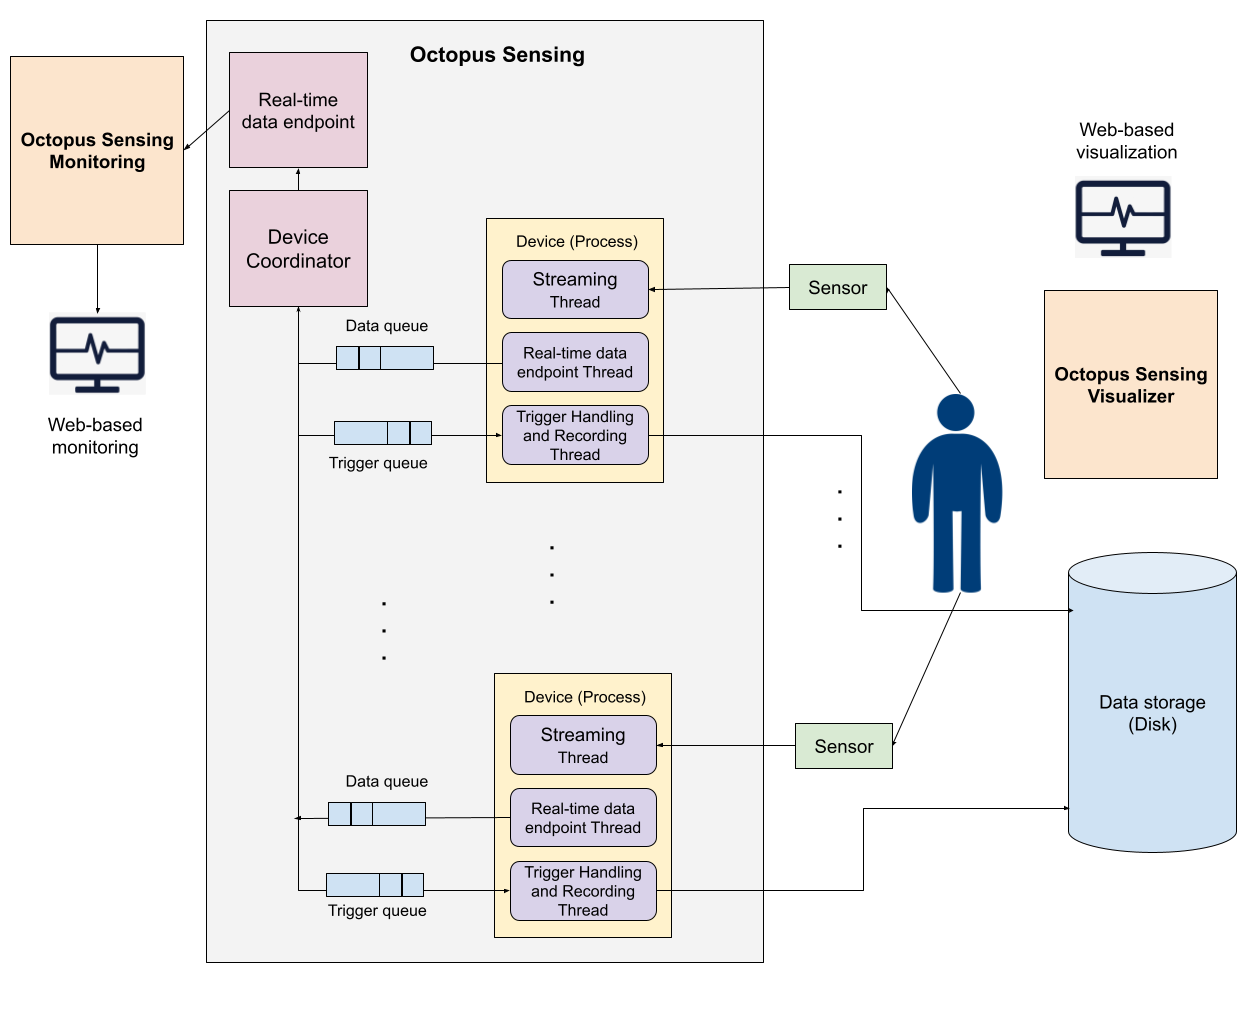 Octopus Sensing
Real-time
data endpoint
Octopus Sensing
Monitoring
Device
Coordinator
Web-based
monitoring
Data queue
Trigger queue
Device (Process)
Streaming
Thread
Real-time data
endpoint Thread
Trigger Handling
and Recording
Thread
Sensor
Web-based
visualization
Octopus Sensing
Visualizer
Data storage
(Disk)
Device (Process)
Streaming
Thread
Real-time data
endpoint Thread
Trigger Handling
and Recording
Thread
Sensor
Data queue
Trigger queue